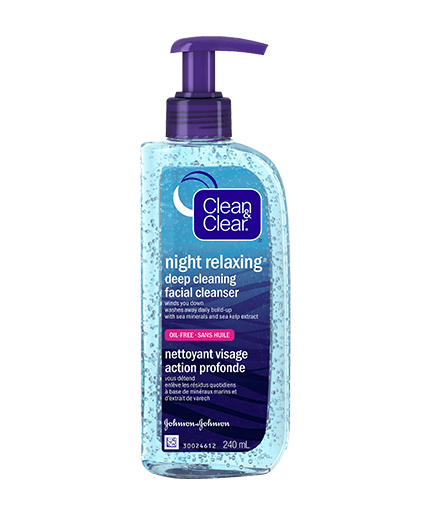 Clean
&
Clear®
night relaxing®
deep cleaning
facial cleanser
winds you down
washes away daily build-up
with sea minerals and sea kelp extract
OIL-FREE • SANS HUILE
nettoyant visage
action profonde
vous détend
enlève les résidus quotidiens
à base de minéraux marins et
d'extrait de varech
Johnson & Johnson
30024612
240 mL